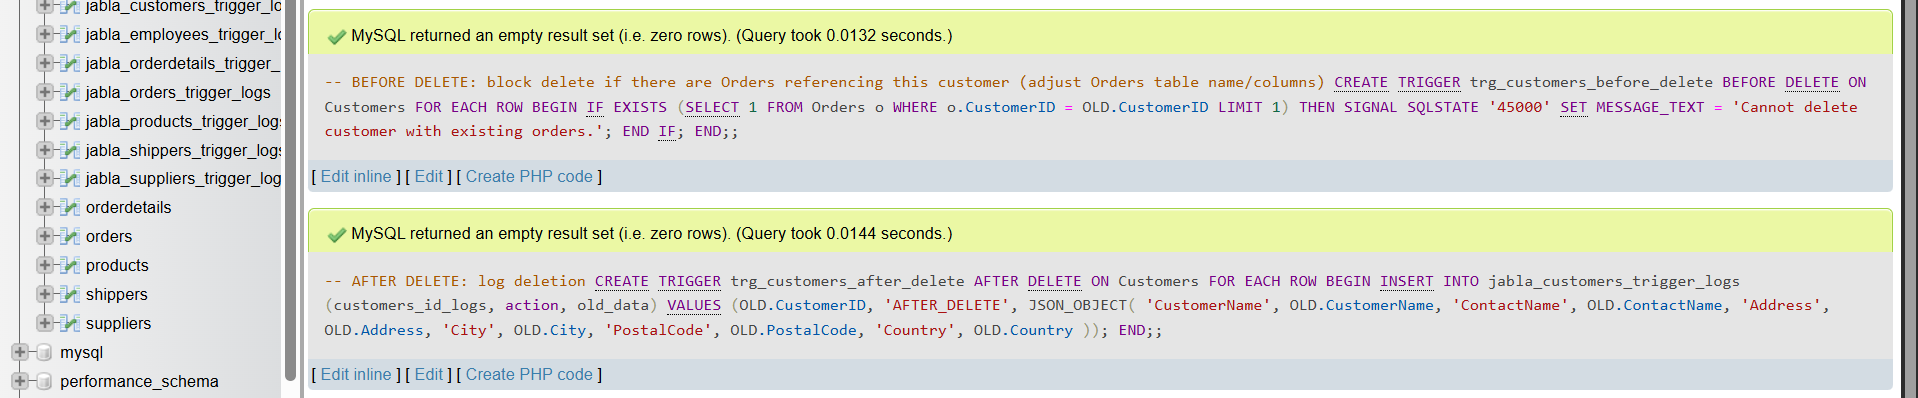 jabla_customers_trigger_lo
jabla_employees_trigger_l
jabla_orderdetails_trigger_
jabla_orders_trigger_logs
jabla_products_trigger_logs
jabla_shippers_trigger_logs
jabla_suppliers_trigger_log
orderdetails
orders
products
shippers
suppliers
mysql
performance_schema
MySQL returned an empty result set (i.e. zero rows). (Query took 0.0132 seconds.)
-- BEFORE DELETE: block delete if there are Orders referencing this customer (adjust Orders table name/columns) CREATE TRIGGER trg_customers_before_delete BEFORE DELETE ON
Customers FOR EACH ROW BEGIN IF EXISTS (SELECT 1 FROM Orders o WHERE o.CustomerID = OLD.CustomerID LIMIT 1) THEN SIGNAL SQLSTATE '45000' SET MESSAGE_TEXT = 'Cannot delete
customer with existing orders.'; END IF; END;;
[ Edit inline ] [ Edit ] [ Create PHP code ]
MySQL returned an empty result set (i.e. zero rows). (Query took 0.0144 seconds.)
-- AFTER DELETE: log deletion CREATE TRIGGER trg_customers_after_delete AFTER DELETE ON Customers FOR EACH ROW BEGIN INSERT INTO jabla_customers_trigger_logs
(customers_id_logs, action, old_data) VALUES (OLD.CustomerID, 'AFTER_DELETE', JSON_OBJECT( 'CustomerName', OLD.CustomerName, 'ContactName', OLD.ContactName, 'Address',
OLD.Address, 'City', OLD.City, 'PostalCode', OLD.PostalCode, 'Country', OLD.Country )); END;;
[ Edit inline ] [ Edit ] [ Create PHP code ]